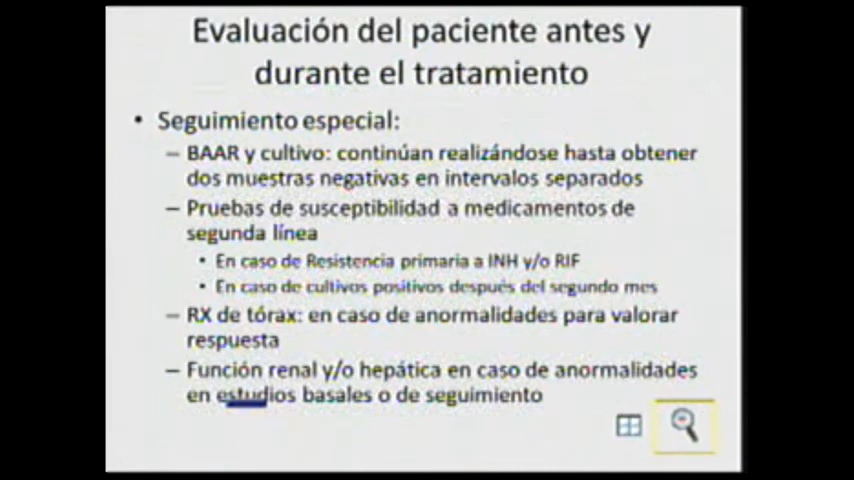 Evaluación del paciente antes y
durante el tratamiento
• Seguimiento especial:
– BAAR y cultivo: continúan realizándose hasta obtener
dos muestras negativas en intervalos separados
– Pruebas de susceptibilidad a medicamentos de
segunda línea
• En caso de Resistencia primaria a INH y/o RIF
• En caso de cultivos positivos después del segundo mes
– RX de tórax: en caso de anormalidades para valorar
respuesta
– Función renal y/o hepática en caso de anormalidades
en estudios basales o de seguimiento